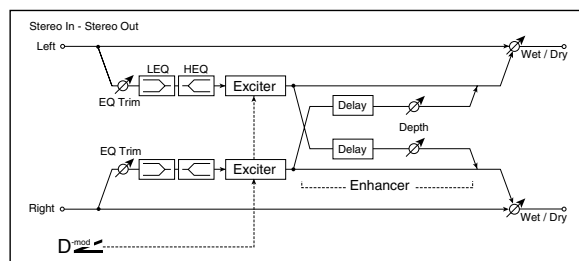 Stereo In - Stereo Out
Left
Wet / Dry
LEQ HEQ
EQ Trim
Exciter
Delay
Depth
EQ Trim
Delay
Exciter
Enhancer
Right
Wet / Dry
D-mod